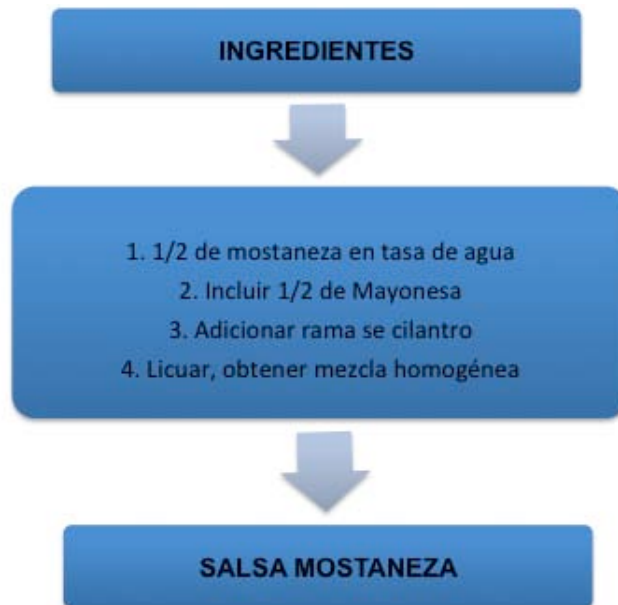 INGREDIENTES
1. 1/2 de mostaneza en tasa de agua
2. Incluir 1/2 de Mayonesa
3. Adicionar rama se cilantro
4. Licuar, obtener mezcla homogénea
SALSA MOSTANEZA